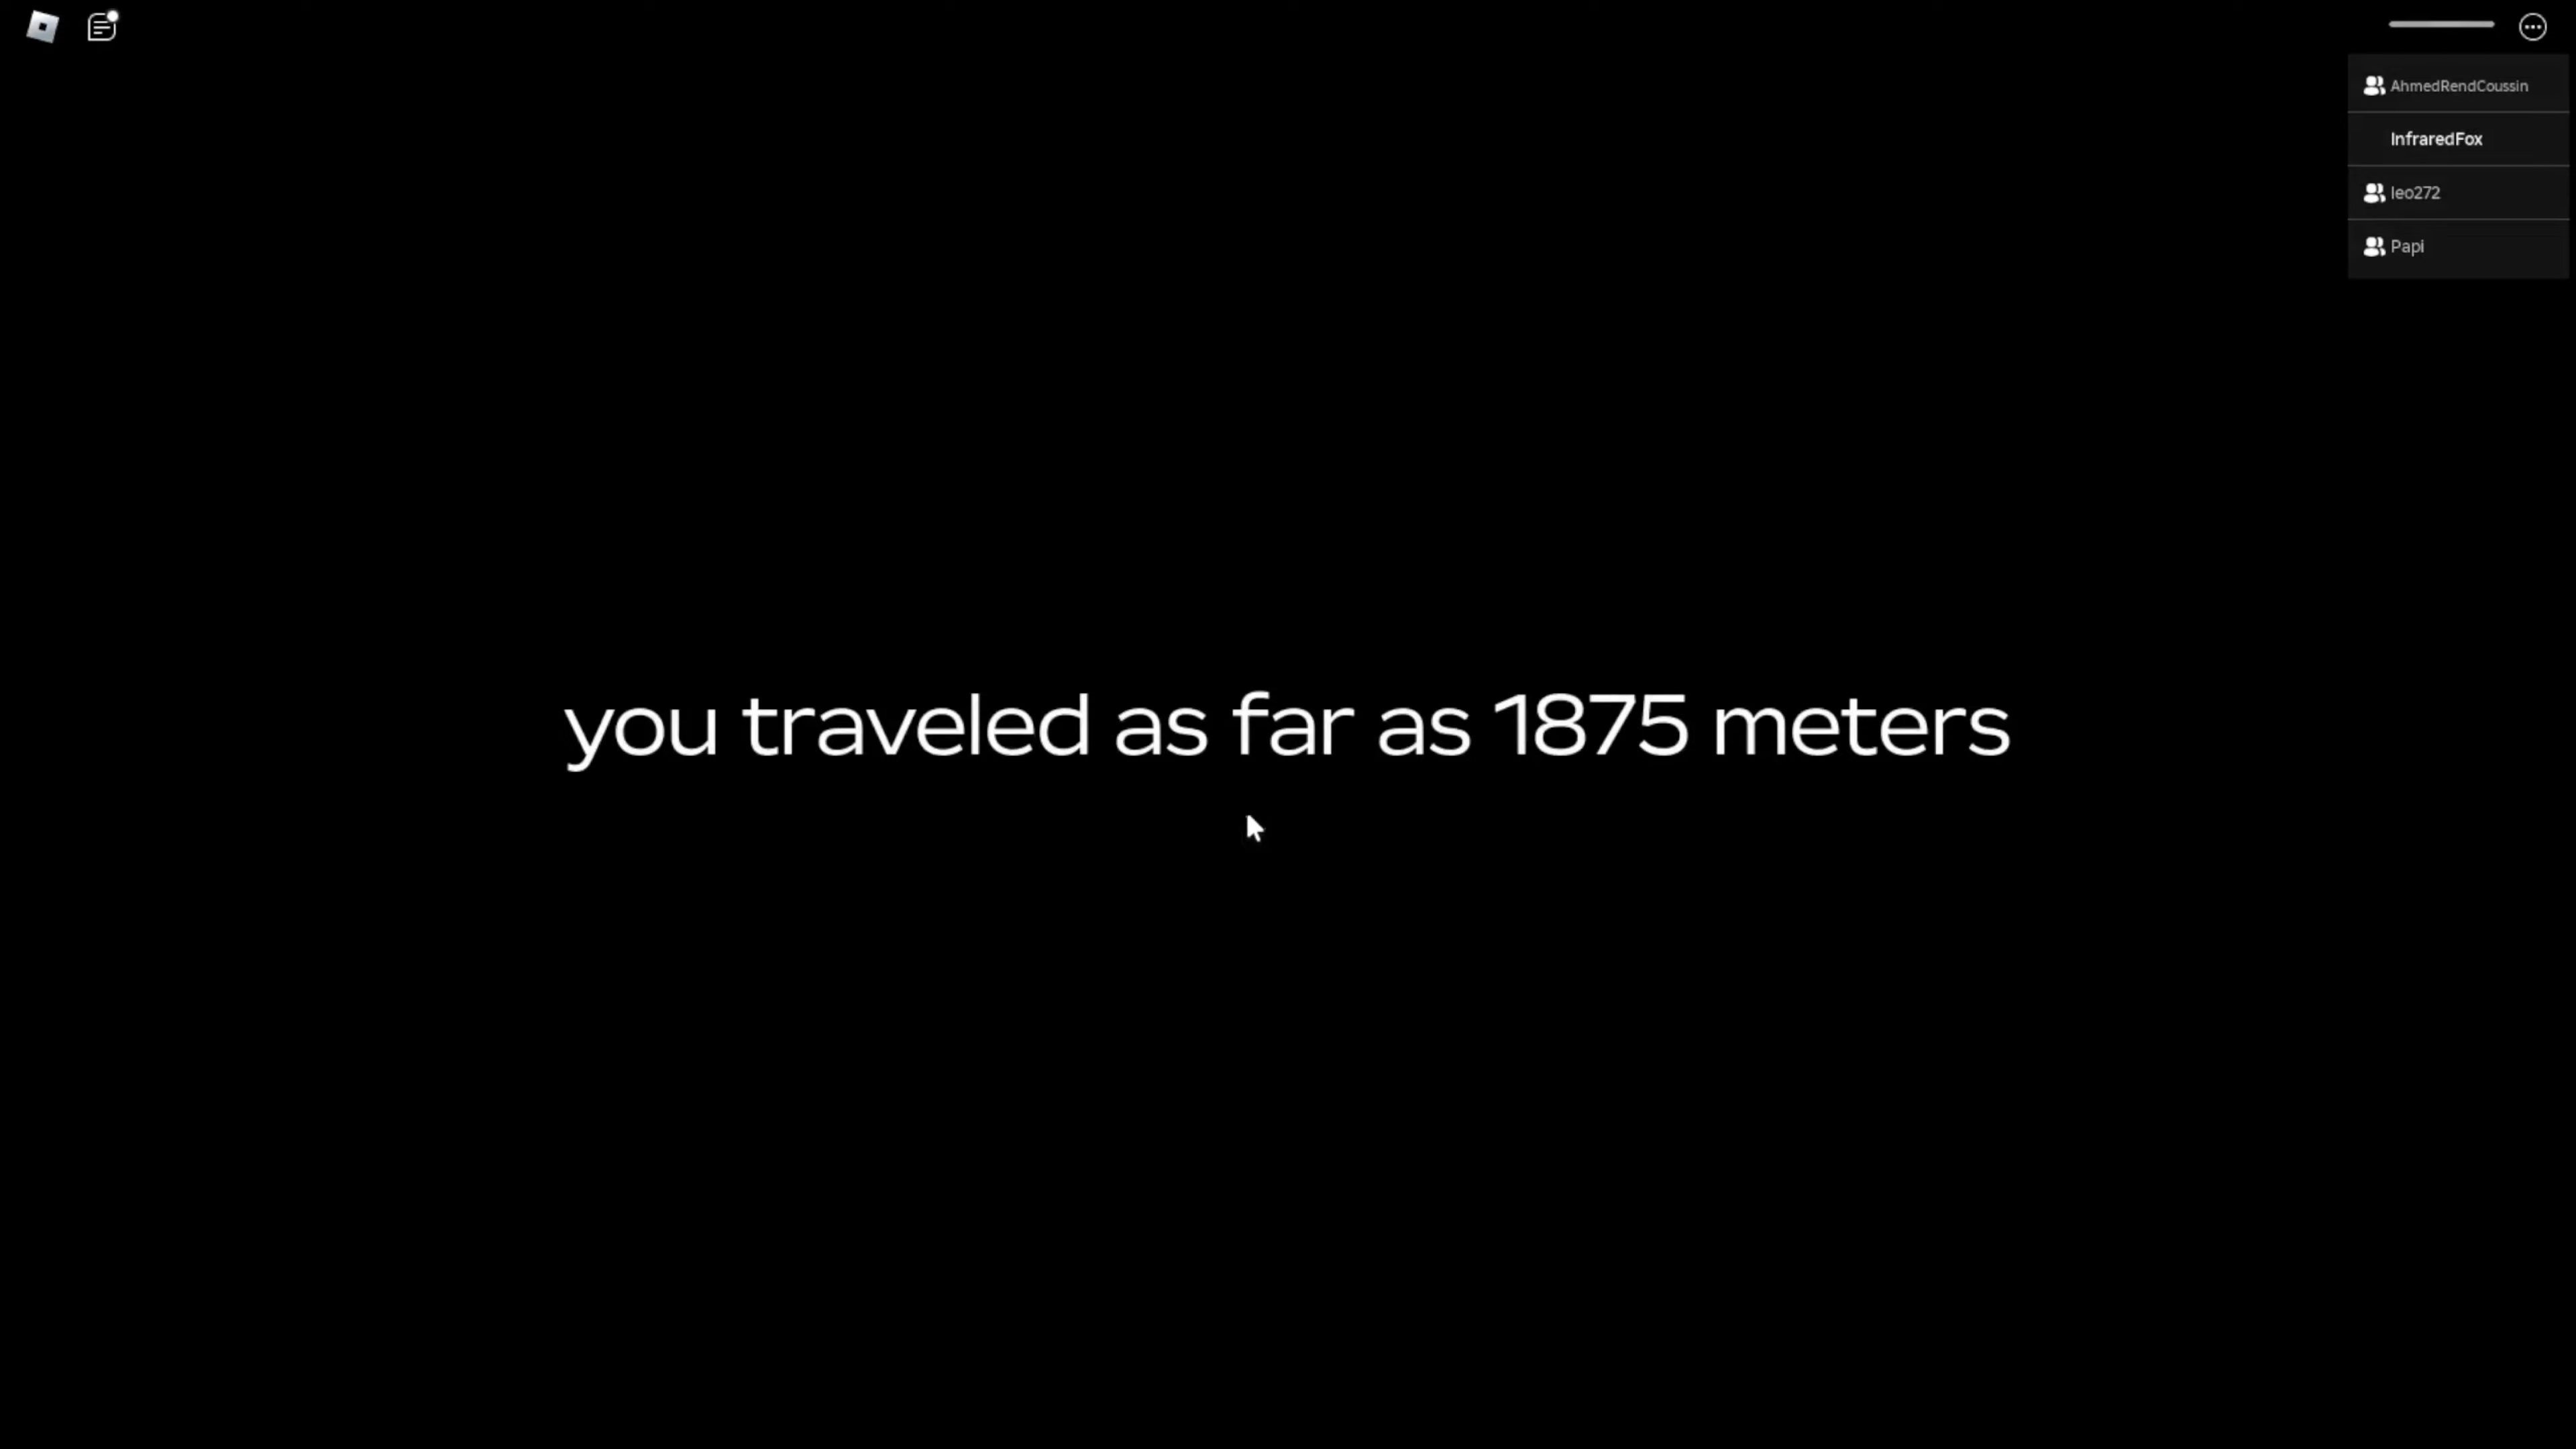 AhmedRendCoussin
InfraredFox
leo272
Papi
you traveled as far as 1875 meters